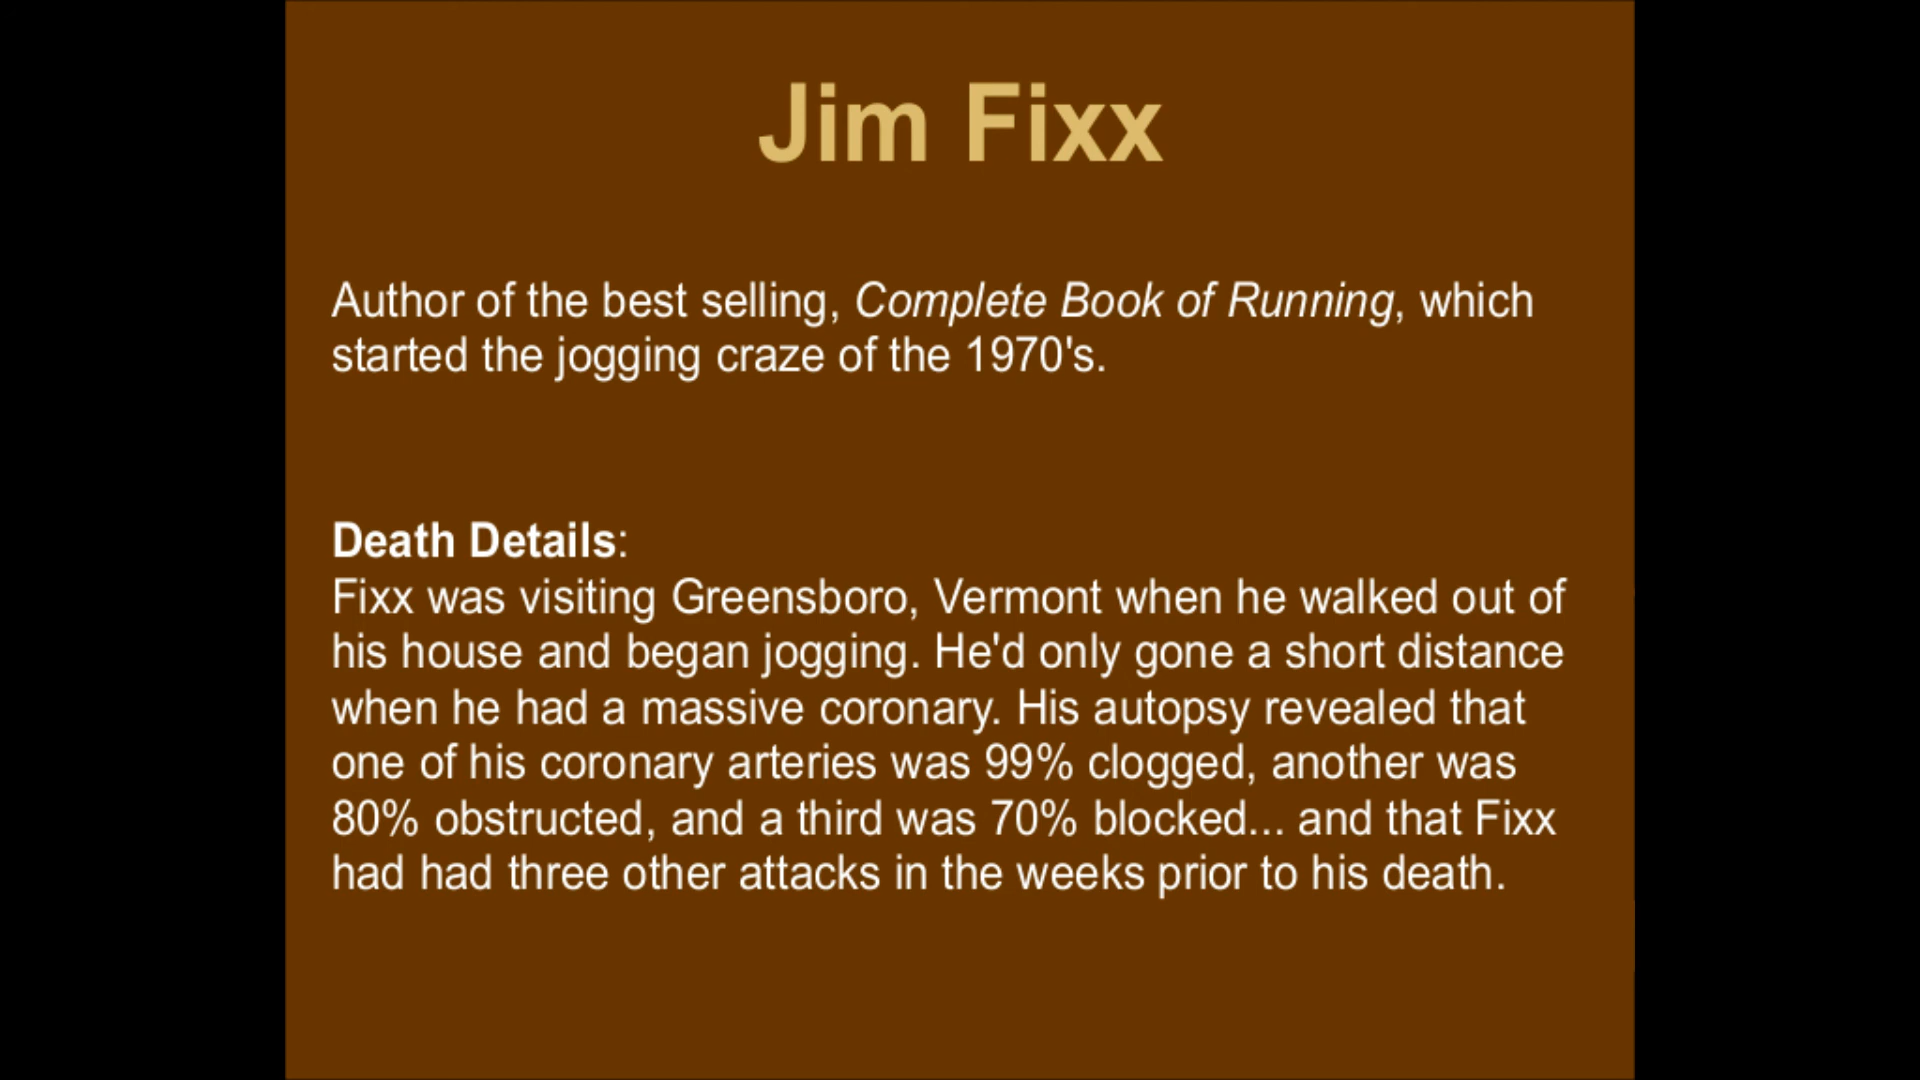 Jim Fixx
Author of the best selling, Complete Book of Running, which
started the jogging craze of the 1970's.
Death Details:
Fixx was visiting Greensboro, Vermont when he walked out of
his house and began jogging. He'd only gone a short distance
when he had a massive coronary. His autopsy revealed that
one of his coronary arteries was 99% clogged, another was
80% obstructed, and a third was 70% blocked... and that Fixx
had had three other attacks in the weeks prior to his death.